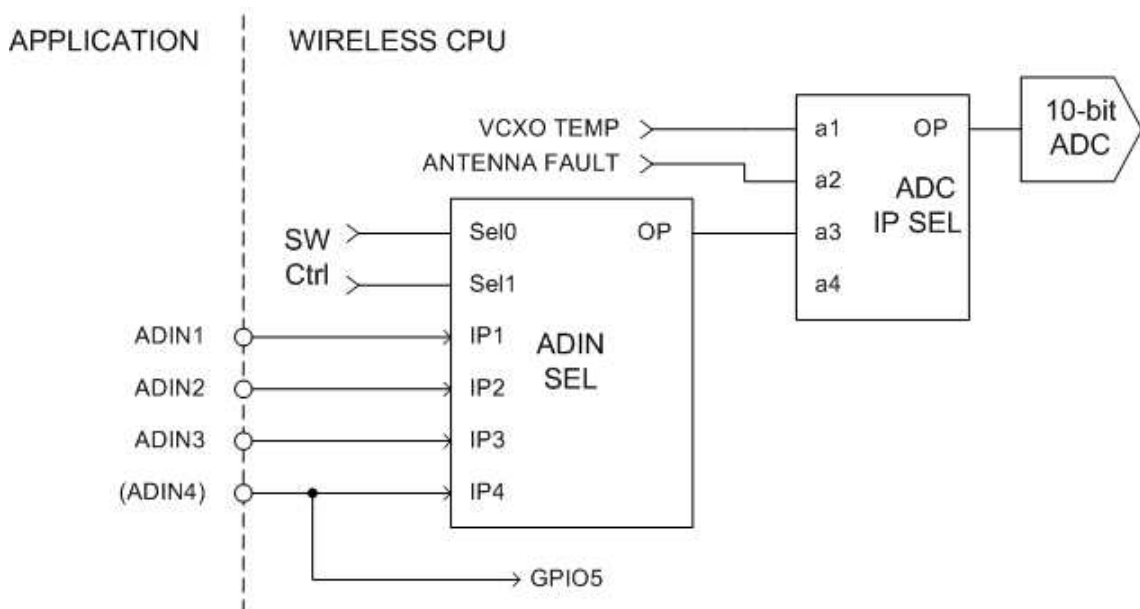 APPLICATION
WIRELESS CPU
VCXO TEMP
ANTENNA FAULT
a1
OP
a2
ADC
IP SEL
a3
a4
10-bit
ADC
SW
Ctrl
Sel0
OP
Sel1
ADIN1
IP1
ADIN
SEL
ADIN2
IP2
ADIN3
IP3
(ADIN4)
IP4
GPIO5